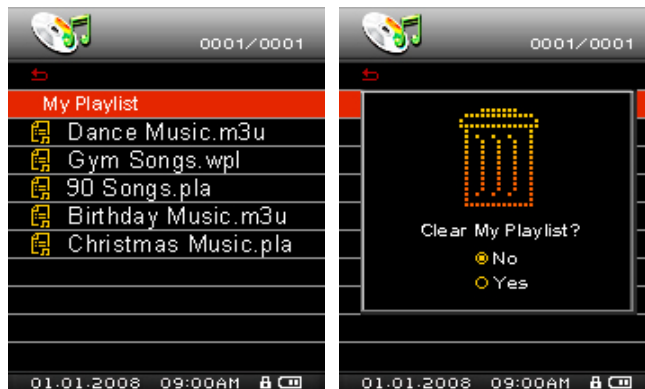 0001/0001
My Playlist
Dance Music.m3u
Gym Songs.wpl
90 Songs.pla
Birthday Music.m3u
Christmas Music.pla
01.01.2008 09:00AM
0001/0001
Clear My Playlist?
No
Yes
01.01.2008 09:00AM